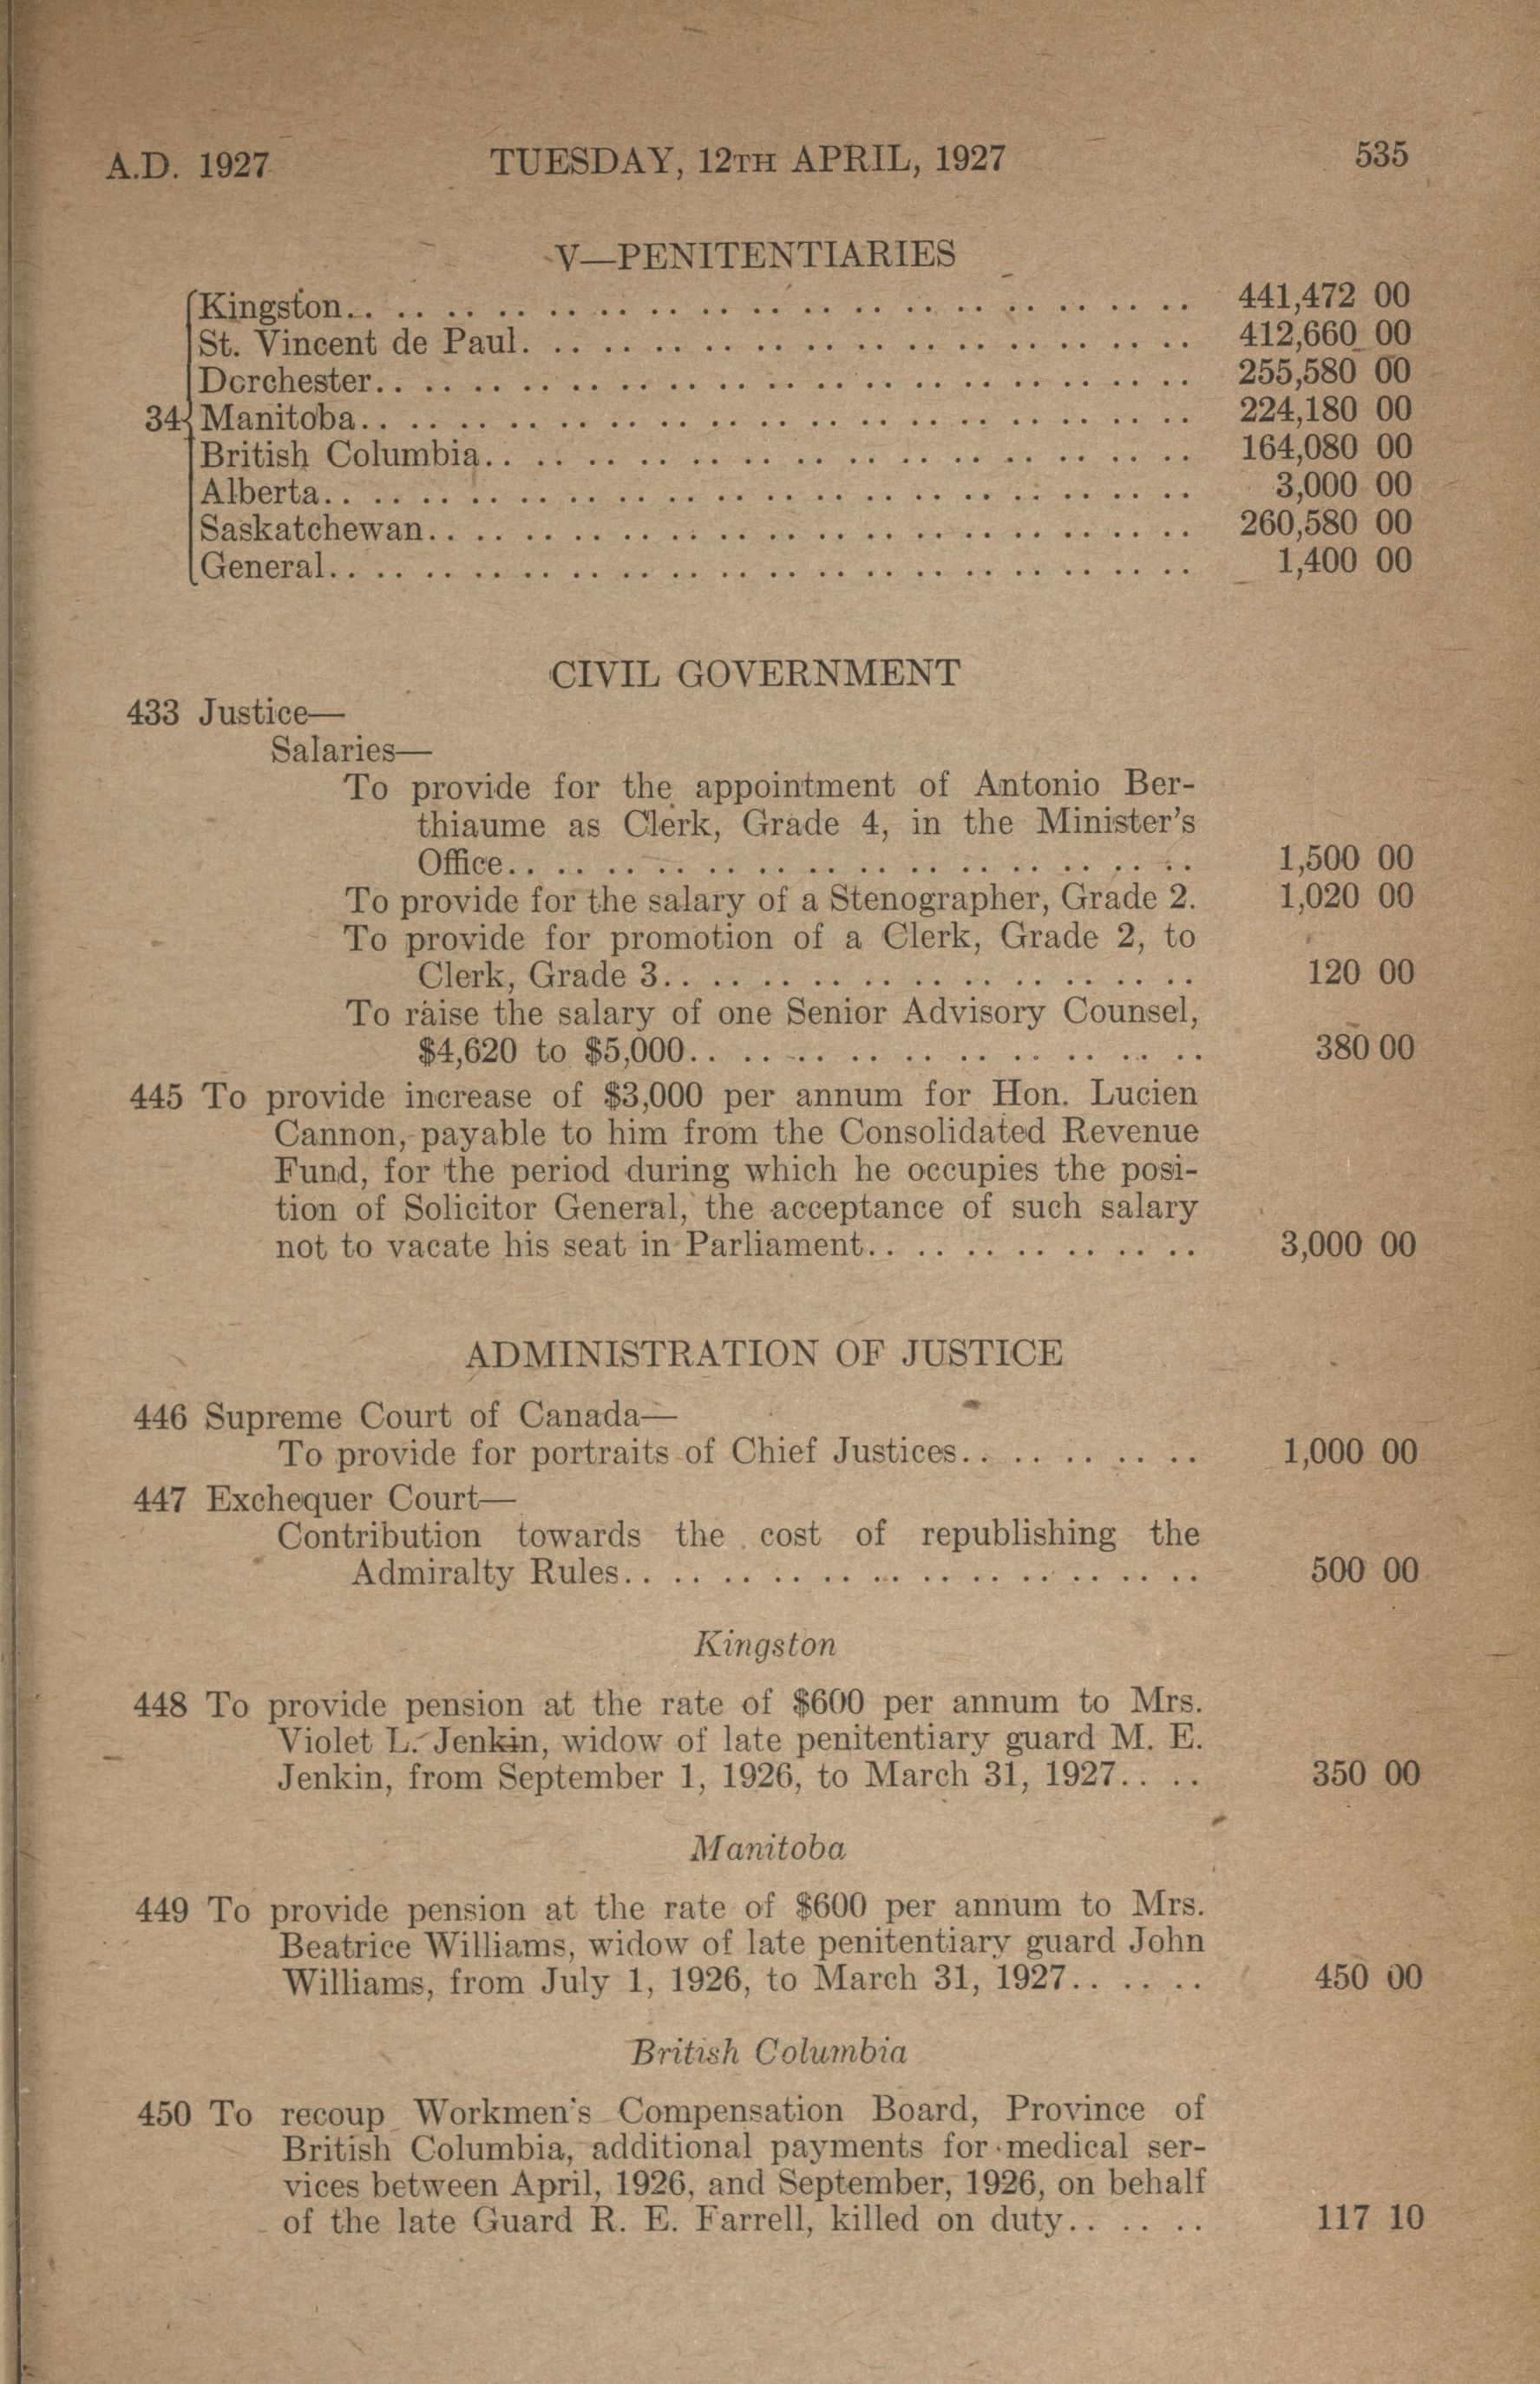 A.D. 1927 TUESDAY, 12TH APRIL, 1927 535
V—PENITENTIARIES
Kingston.. .. .. .. .. .. .. .. .. .. .. .. .. .. .. .. .. 441,472 00
St. Vincent de Paul. .. .. .. .. .. .. .. .. .. .. .. .. .. 412,660 00
Dorchester.. .. .. .. .. .. .. .. .. .. .. .. .. .. .. .. .. 255,580 00
34 Manitoba.. .. .. .. .. .. .. .. .. .. .. .. .. .. .. .. .. 224,180 00
British Columbia.. .. .. .. .. .. .. .. .. .. .. .. .. .. .. 164,080 00
Alberta.. .. .. .. .. .. .. .. .. .. .. .. .. .. .. .. .. .. 3,000 00
Saskatchewan.. .. .. .. .. .. .. .. .. .. .. .. .. .. .. .. 260,580 00
General.. .. .. .. .. .. .. .. .. .. .. .. .. .. .. .. .. .. 1,400 00
CIVIL GOVERNMENT
433 Justice—
Salaries—
To provide for the appointment of Antonio Ber-
thiaume as Clerk, Grade 4, in the Minister's
Office.. .. .. .. .. .. .. .. .. .. .. .. .. .. 1,500 00
To provide for the salary of a Stenographer, Grade 2. 1,020 00
To provide for promotion of a Clerk, Grade 2, to
Clerk, Grade 3.. .. .. .. .. .. .. .. .. .. .. 120 00
To raise the salary of one Senior Advisory Counsel,
$4,620 to $5,000.. .. .. .. .. .. .. .. .. .. 380 00
445 To provide increase of $3,000 per annum for Hon. Lucien
Cannon, payable to him from the Consolidated Revenue
Fund, for the period during which he occupies the posi-
tion of Solicitor General, the acceptance of such salary
not to vacate his seat in Parliament.. .. .. .. .. .. .. 3,000 00
ADMINISTRATION OF JUSTICE
446 Supreme Court of Canada—
To provide for portraits of Chief Justices.. .. .. .. .. 1,000 00
447 Exchequer Court—
Contribution towards the cost of republishing the
Admiralty Rules.. .. .. .. .. .. .. .. .. .. .. .. 500 00
Kingston
448 To provide pension at the rate of $600 per annum to Mrs.
Violet L. Jenkin, widow of late penitentiary guard M. E.
Jenkin, from September 1, 1926, to March 31, 1927.. .. 350 00
Manitoba
449 To provide pension at the rate of $600 per annum to Mrs.
Beatrice Williams, widow of late penitentiary guard John
Williams, from July 1, 1926, to March 31, 1927.. .. .. 450 00
British Columbia
450 To recoup Workmen's Compensation Board, Province of
British Columbia, additional payments for medical ser-
vices between April, 1926, and September, 1926, on behalf
of the late Guard R. E. Farrell, killed on duty.. .. .. 117 10